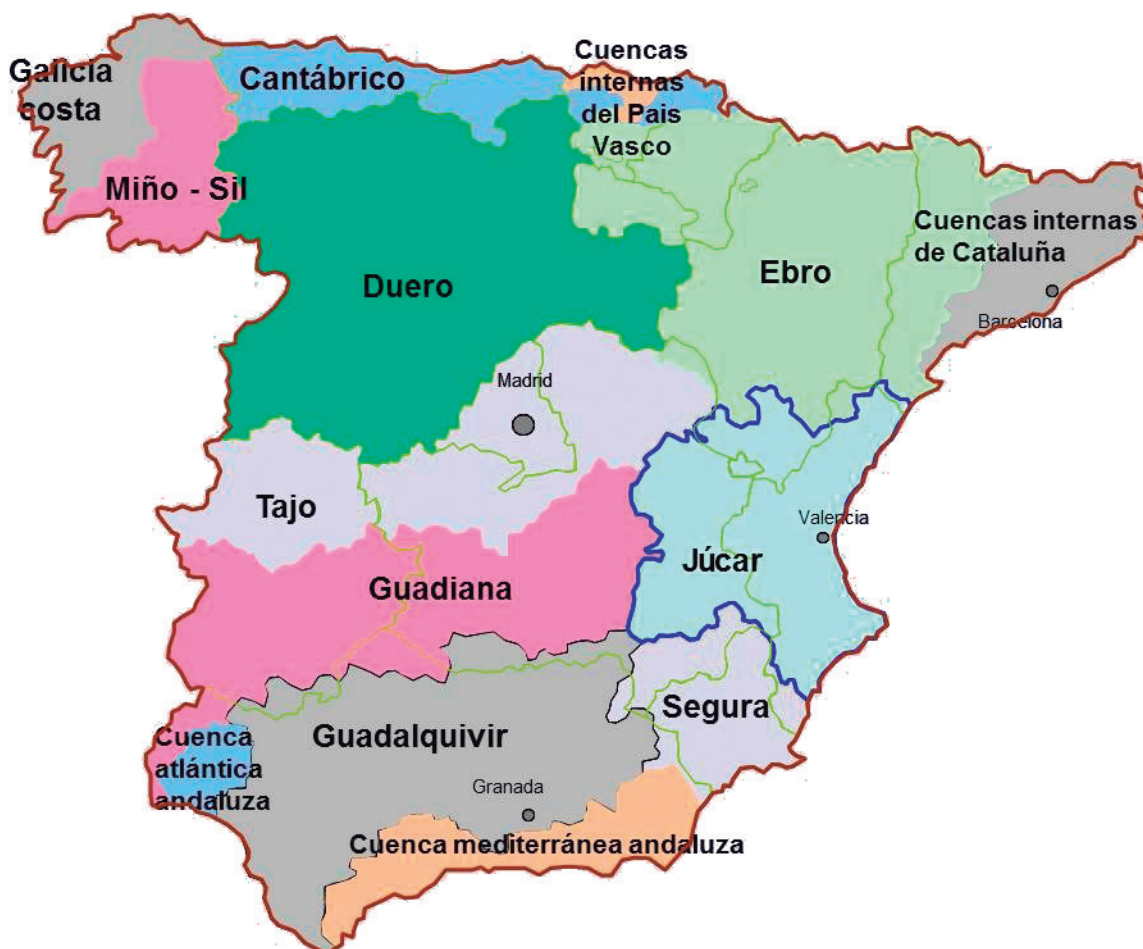 Galicia
costa
Cantábrico
Cuencas
internas
del Pais
Vasco
Miño - Sil
Cuencas internas
de Cataluña
Duero
Ebro
Barcelona
Madrid
Tajo
Valencia
Júcar
Guadiana
Segura
Cuenca
atlántica
andaluza
Guadalquivir
Granada
Cuenca mediterránea andaluza